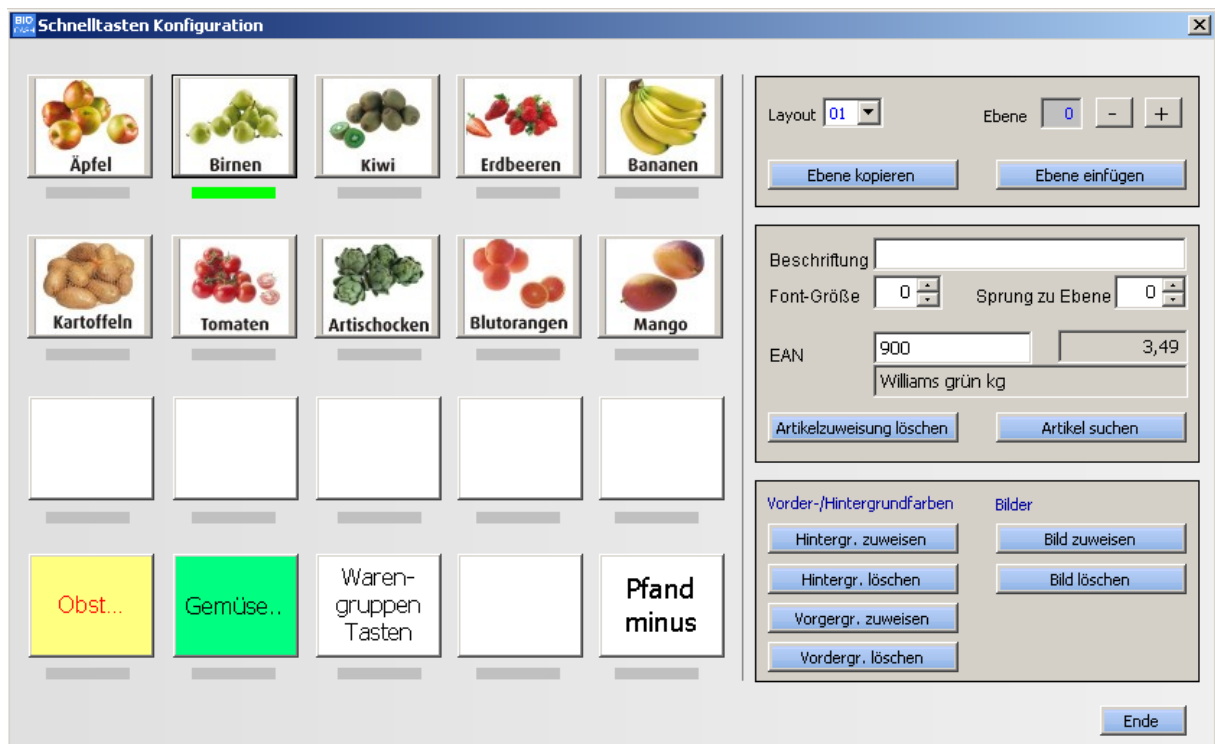 BIO Schnelltasten Konfiguration
Äpfel Birnen Kiwi Erdbeeren Bananen
Kartoffeln Tomaten Artischocken Blutorangen Mango
Obst... Gemüse..
Waren-
gruppen
Tasten
Pfand
minus
Layout 01 Ebene 0 - +
Ebene kopieren Ebene einfügen
Beschriftung
Font-Größe 0 Sprung zu Ebene 0
EAN 900 3,49
Williams grün kg
Artikelzuweisung löschen Artikel suchen
Vorder-/Hintergrundfarben Bilder
Hintergr. zuweisen Bild zuweisen
Hintergr. löschen Bild löschen
Vorgergr. zuweisen
Vordergr. löschen
Ende